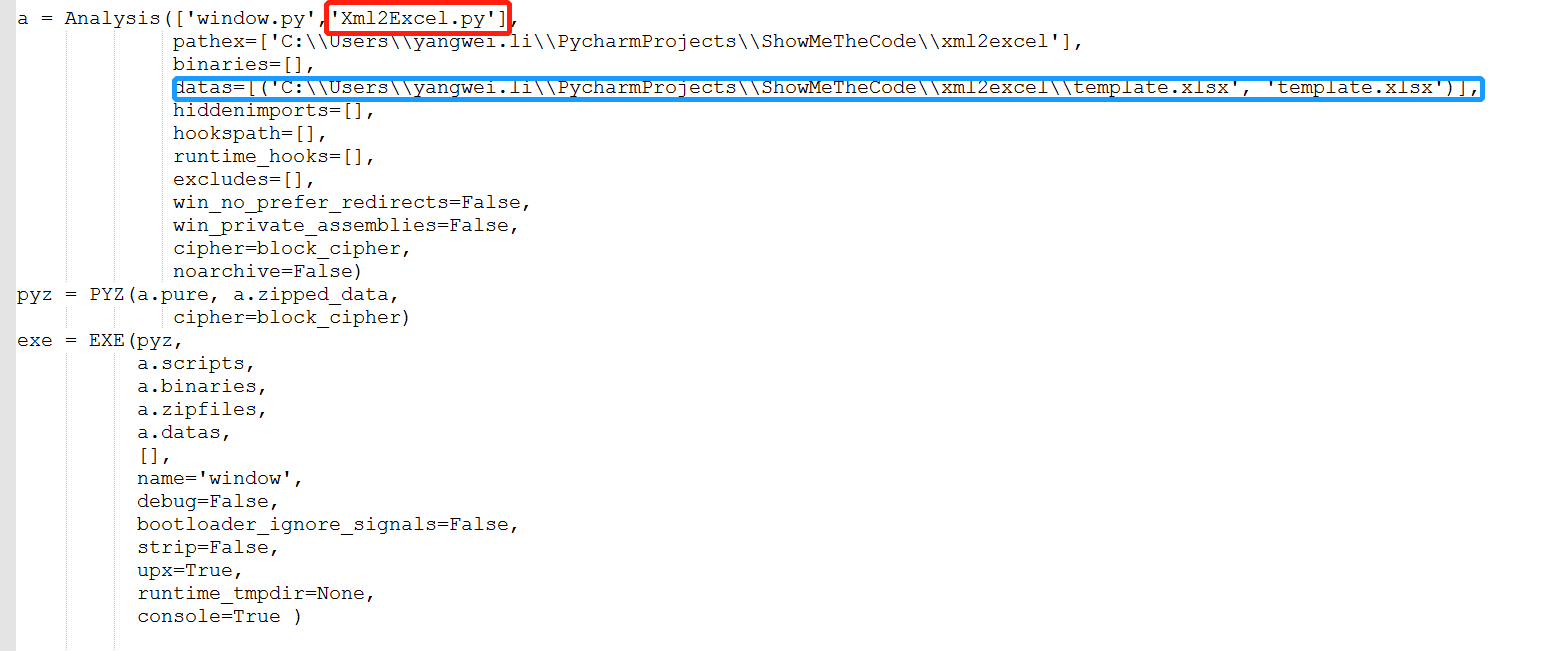 a = Analysis(['window.py','Xml2Excel.py'],
             pathex=['C:\\Users\\yangwei.li\\PycharmProjects\\ShowMeTheCode\\xml2excel'],
             binaries=[],
             datas=[('C:\\Users\\yangwei.li\\PycharmProjects\\ShowMeTheCode\\xml2excel\\template.xlsx', 'template.xlsx')],
             hiddenimports=[],
             hookspath=[],
             runtime_hooks=[],
             excludes=[],
             win_no_prefer_redirects=False,
             win_private_assemblies=False,
             cipher=block_cipher,
             noarchive=False)
pyz = PYZ(a.pure, a.zipped_data,
             cipher=block_cipher)
exe = EXE(pyz,
          a.scripts,
          a.binaries,
          a.zipfiles,
          a.datas,
          [],
          name='window',
          debug=False,
          bootloader_ignore_signals=False,
          strip=False,
          upx=True,
          runtime_tmpdir=None,
          console=True )